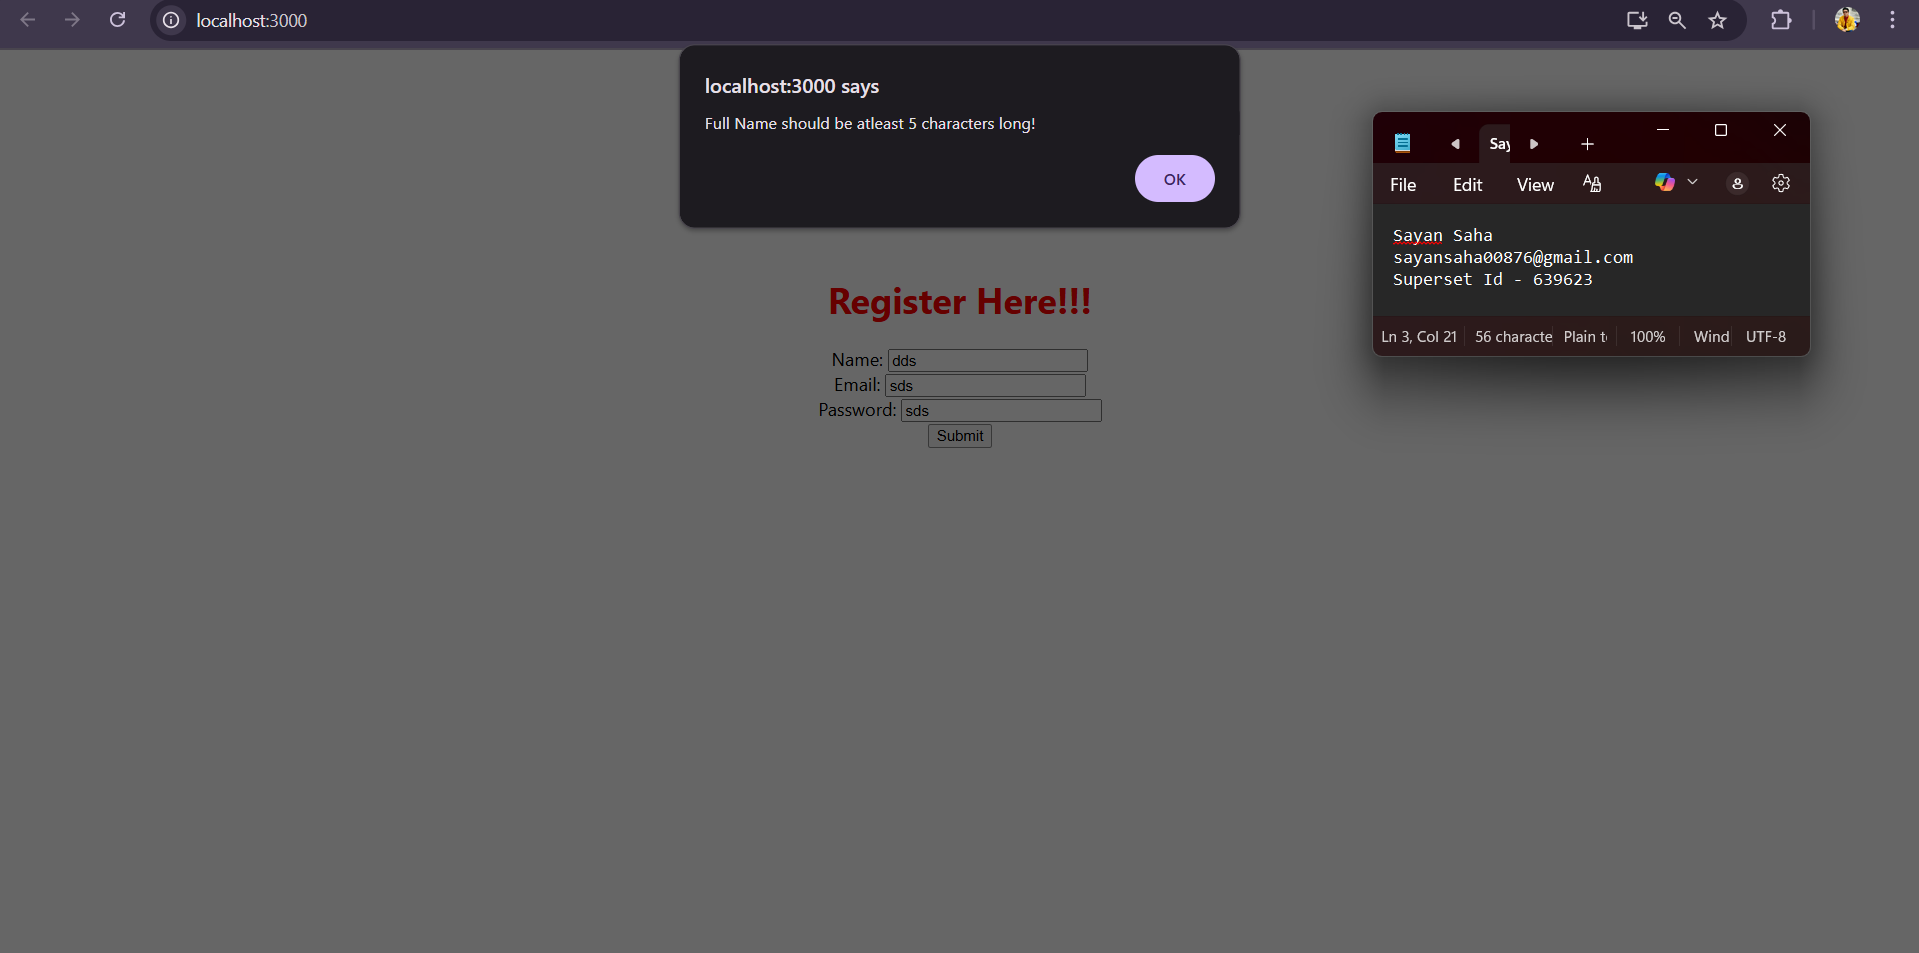 localhost:3000
localhost:3000 says
Full Name should be atleast 5 characters long!
OK
Register Here!!!
Name: dds
Email: sds
Password: sds
Submit
Say
File Edit View
Sayan Saha
sayansaha00876@gmail.com
Superset Id - 639623
Ln 3, Col 21 56 characte Plain t 100% Wind UTF-8